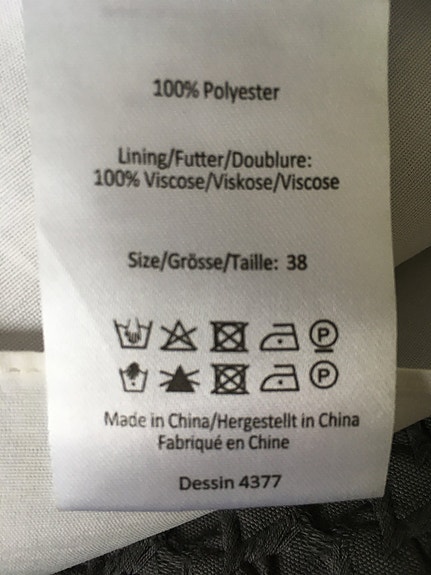 100% Polyester
Lining/Futter/Doublure:
100% Viscose/Viskose/Viscose
Size/Grösse/Taille: 38
P
P
Made in China/Hergestellt in China
Fabriqué en Chine
Dessin 4377